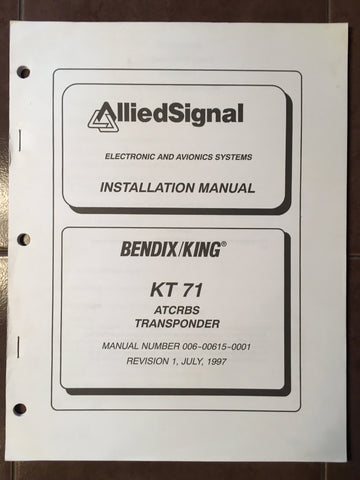 AlliedSignal
ELECTRONIC AND AVIONICS SYSTEMS
INSTALLATION MANUAL
BENDIX/KING®
KT 71
ATCRBS
TRANSPONDER
MANUAL NUMBER 006-00615-0001
REVISION 1, JULY, 1997